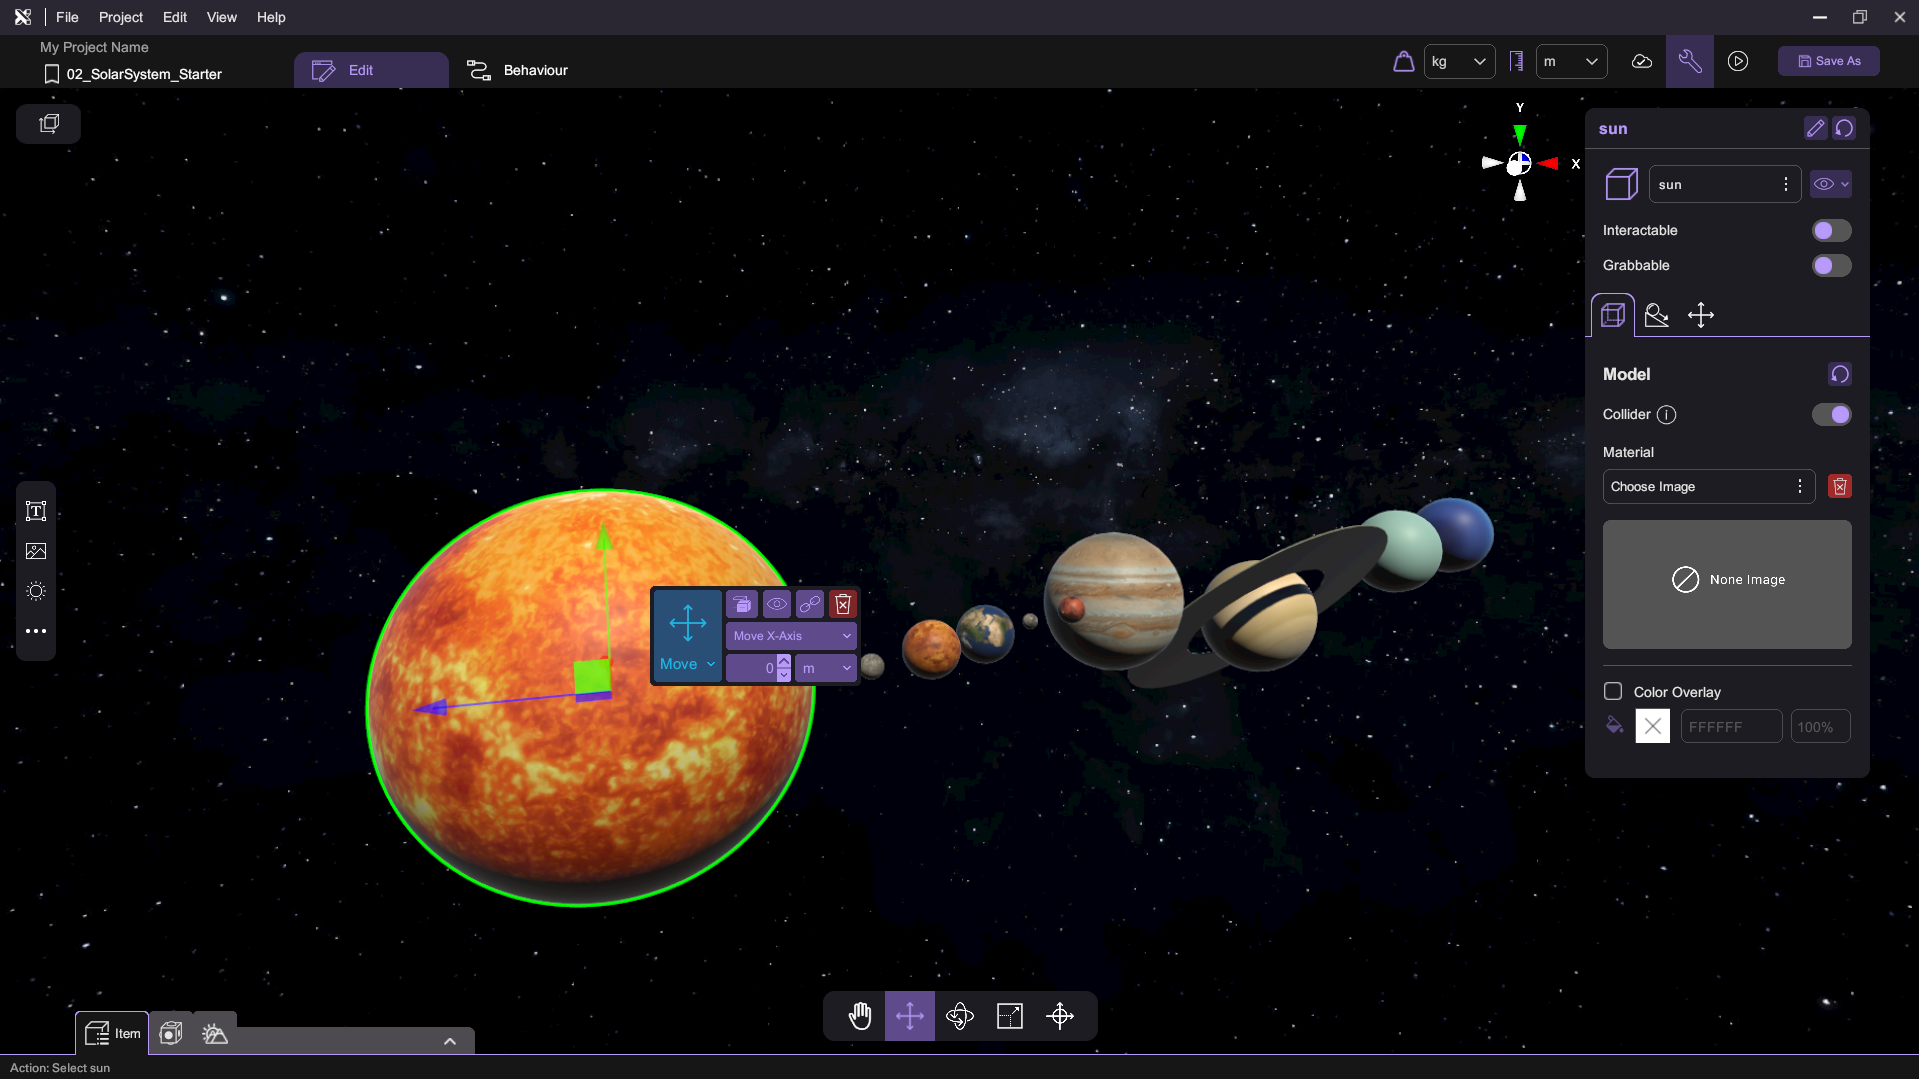 File Project Edit View Help
My Project Name
02_SolarSystem_Starter
Edit
Behaviour
kg
m
Save As
Y
X
sun
sun
Interactable
Grabbable
Model
Collider i
Material
Choose Image
None Image
Color Overlay
FFFFFF 100%
T
Move X-Axis
Move
0 m
Item
Action: Select sun